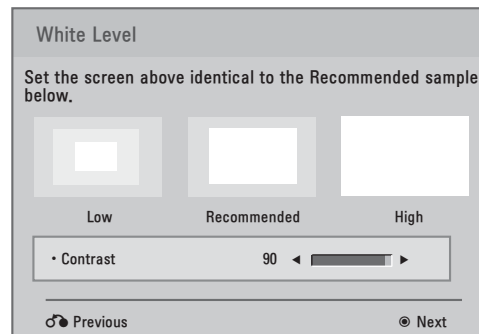 White Level
Set the screen above identical to the Recommended sample
below.
Low Recommended High
• Contrast 90 ◄ ►
Previous ◉ Next